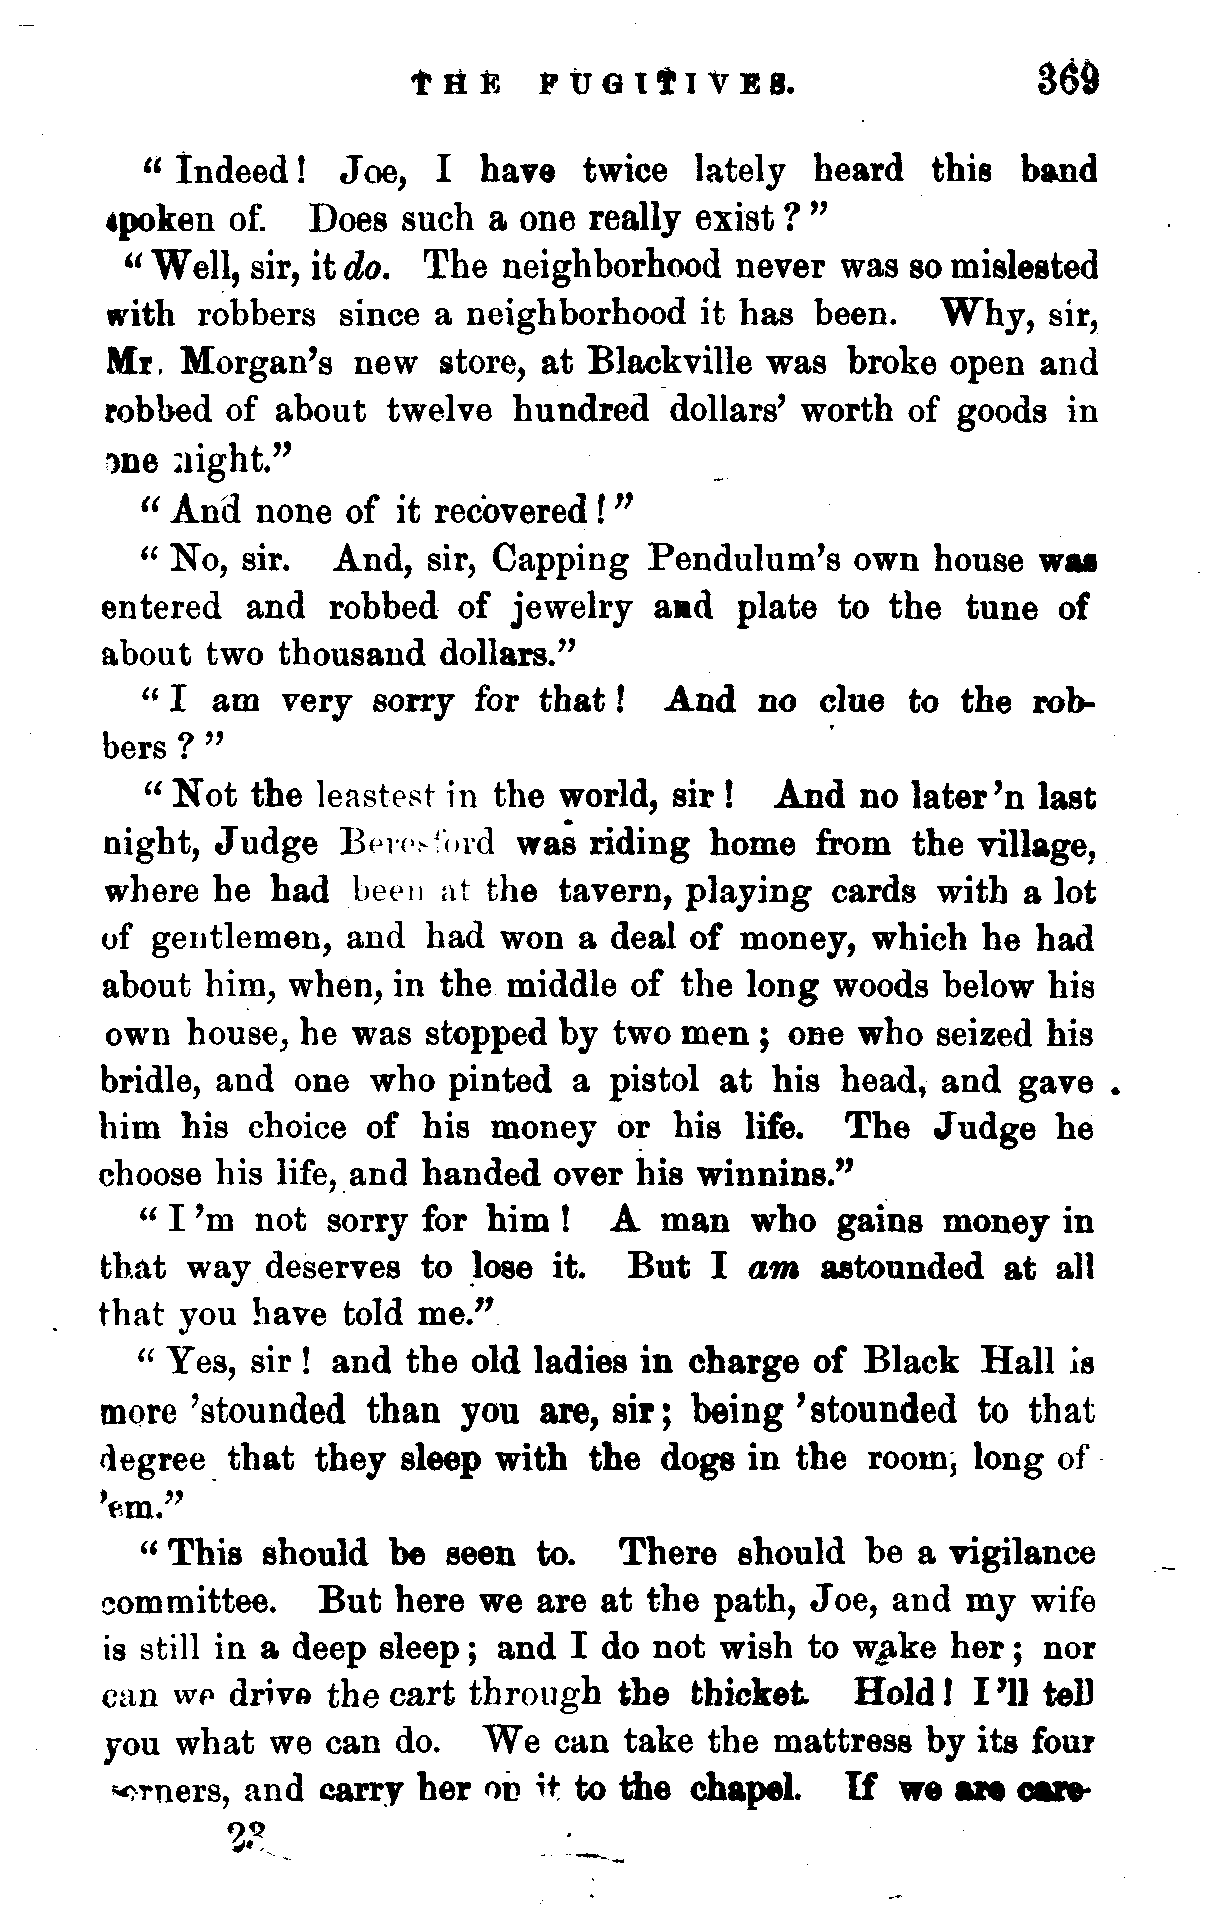 THE FUGITIVES. 369
“Indeed! Joe, I have twice lately heard this band
spoken of. Does such a one really exist?”
“Well, sir, it do. The neighborhood never was so mislested
with robbers since a neighborhood it has been. Why, sir,
Mr. Morgan’s new store, at Blackville was broke open and
robbed of about twelve hundred dollars’ worth of goods in
one night.”
“And none of it recovered!”
“No, sir. And, sir, Capping Pendulum’s own house was
entered and robbed of jewelry and plate to the tune of
about two thousand dollars.”
“I am very sorry for that! And no clue to the rob-
bers?”
“Not the leastest in the world, sir! And no later’n last
night, Judge Beresford was riding home from the village,
where he had been at the tavern, playing cards with a lot
of gentlemen, and had won a deal of money, which he had
about him, when, in the middle of the long woods below his
own house, he was stopped by two men; one who seized his
bridle, and one who pinted a pistol at his head, and gave
him his choice of his money or his life. The Judge he
choose his life, and handed over his winnins.”
“I’m not sorry for him! A man who gains money in
that way deserves to lose it. But I am astounded at all
that you have told me.”
“Yes, sir! and the old ladies in charge of Black Hall is
more ’stounded than you are, sir; being ’stounded to that
degree that they sleep with the dogs in the room, long of
’em.”
“This should be seen to. There should be a vigilance
committee. But here we are at the path, Joe, and my wife
is still in a deep sleep; and I do not wish to wake her; nor
can we drive the cart through the thicket. Hold! I’ll tell
you what we can do. We can take the mattress by its four
corners, and carry her on it to the chapel. If we are care-